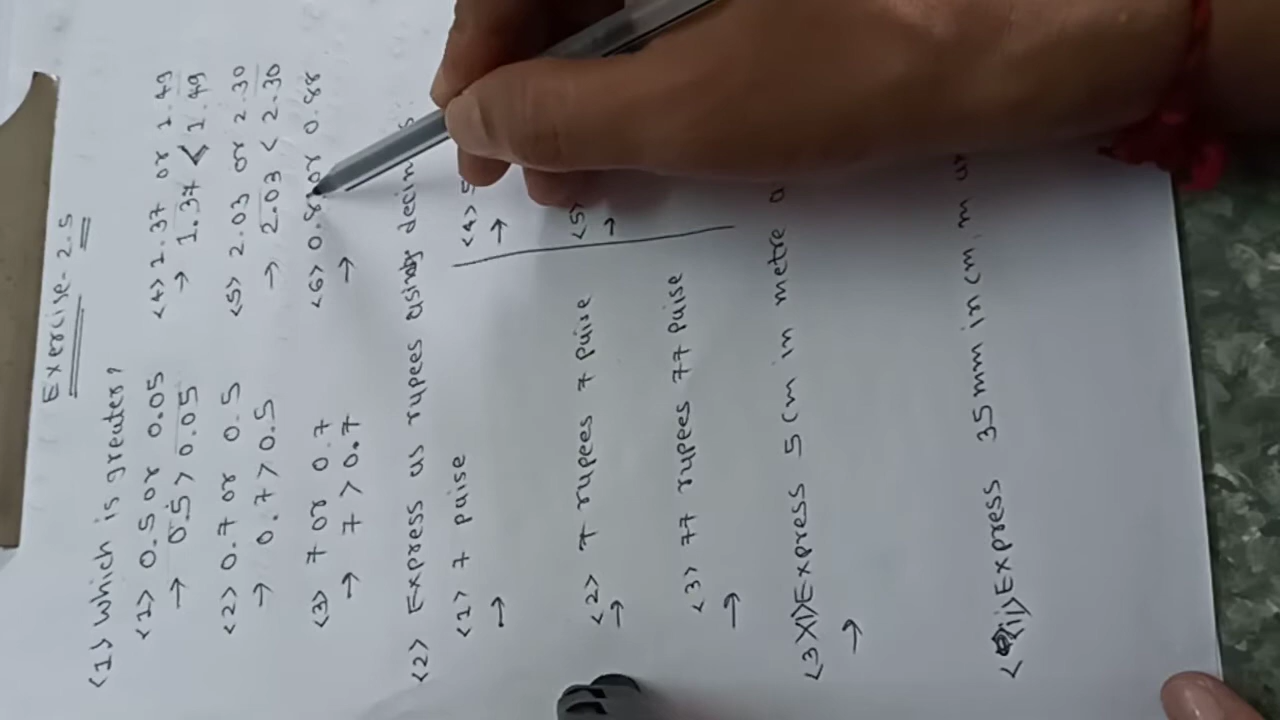 Exercise-2.5
<1> Which is greater?
<1> 0.5 or 0.05
→ 0.5 > 0.05
<2> 0.7 or 0.5
→ 0.7 > 0.5
<3> 7 or 0.7
→ 7 > 0.7
<4> 1.37 or 1.49
→ 1.37 < 1.49
<5> 2.03 or 2.30
→ 2.03 < 2.30
<6> 0.8 or 0.88
→
<2> Express as rupees using decim
<1> 7 paise
→
<2> 7 rupees 7 paise
→
<3> 77 rupees 77 paise
→
<4> 5
→
<5>
→
<3><i> Express 5 cm in metre
→
<ii> Express 35 mm in cm, m